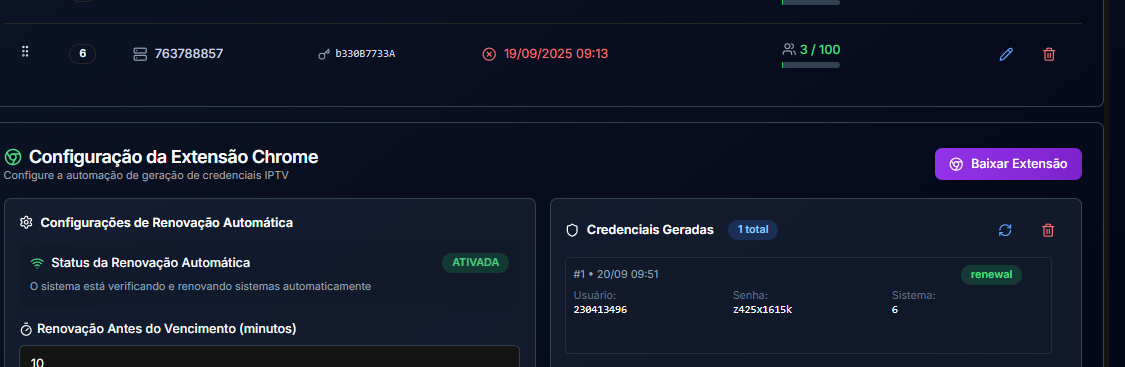 6 763788857 b330B7733A 19/09/2025 09:13 3 / 100
Configuração da Extensão Chrome
Configure a automação de geração de credenciais IPTV
Baixar Extensão
Configurações de Renovação Automática
Status da Renovação Automática ATIVADA
O sistema está verificando e renovando sistemas automaticamente
Renovação Antes do Vencimento (minutos)
10
Credenciais Geradas 1 total
#1 • 20/09 09:51 renewal
Usuário: Senha: Sistema:
230413496 z425x1615k 6